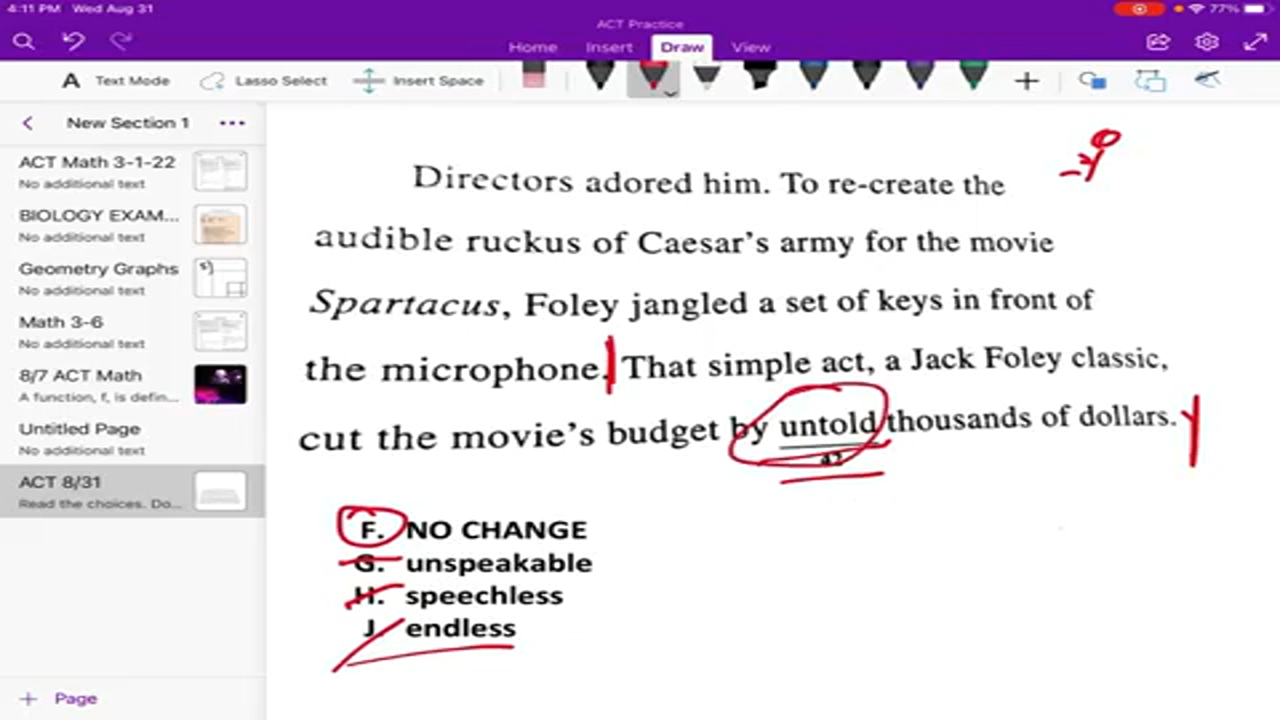 4:11 PM Wed Aug 31
77%
ACT Practice
Home Insert Draw View
A Text Mode Lasso Select Insert Space
New Section 1
ACT Math 3-1-22
No additional text
BIOLOGY EXAM...
No additional text
Geometry Graphs
No additional text
Math 3-6
No additional text
8/7 ACT Math
A function, f, is defin...
Untitled Page
No additional text
ACT 8/31
Read the choices. Do...
+ Page
Directors adored him. To re-create the
audible ruckus of Caesar's army for the movie
Spartacus, Foley jangled a set of keys in front of
the microphone. That simple act, a Jack Foley classic,
cut the movie's budget by untold thousands of dollars.
42
F. NO CHANGE
G. unspeakable
H. speechless
J. endless